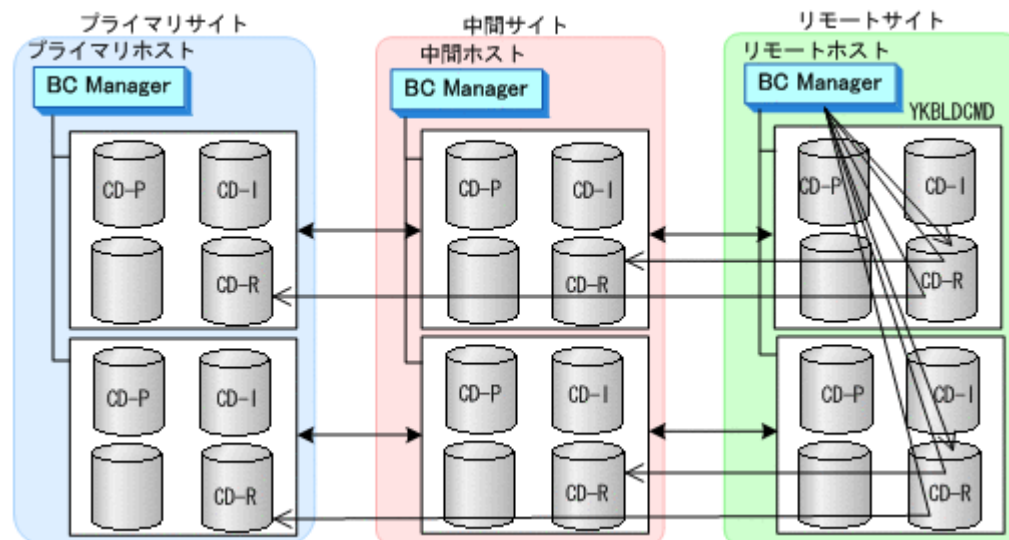 プライマリサイト
中間サイト
リモートサイト
プライマリホスト
中間ホスト
リモートホスト
BC Manager
BC Manager
BC Manager
YKBLDCMD
CD-P
CD-I
CD-P
CD-I
CD-P
CD-I
CD-R
CD-R
CD-R
CD-P
CD-I
CD-P
CD-I
CD-P
CD-I
CD-R
CD-R
CD-R